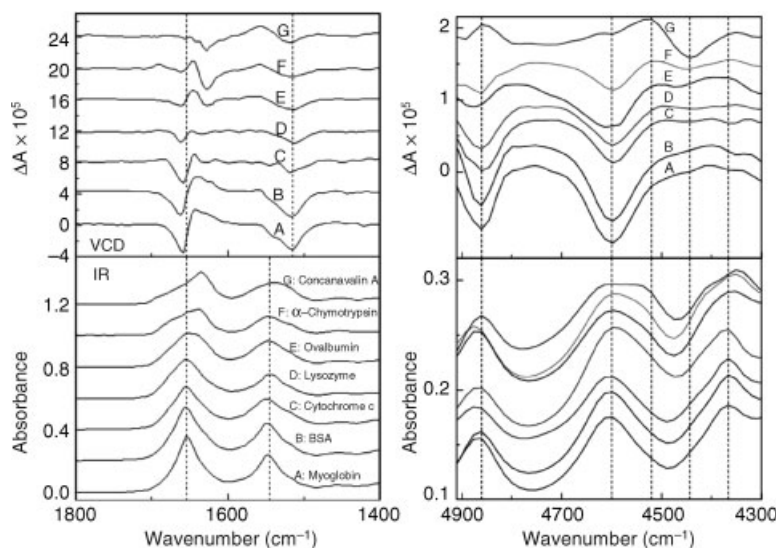 24
20
16
12
8
4
0
−4
ΔA × 10⁵
G
F
E
D
C
B
A
VCD
2
1
0
ΔA × 10⁵
G
F
E
D
C
B
A
IR
1.2
0.8
0.4
0.0
Absorbance
G: Concanavalin A
F: α−Chymotrypsin
E: Ovalbumin
D: Lysozyme
C: Cytochrome c
B: BSA
A: Myoglobin
1800
1600
1400
Wavenumber (cm⁻¹)
0.3
0.2
0.1
Absorbance
4900
4700
4500
4300
Wavenumber (cm⁻¹)